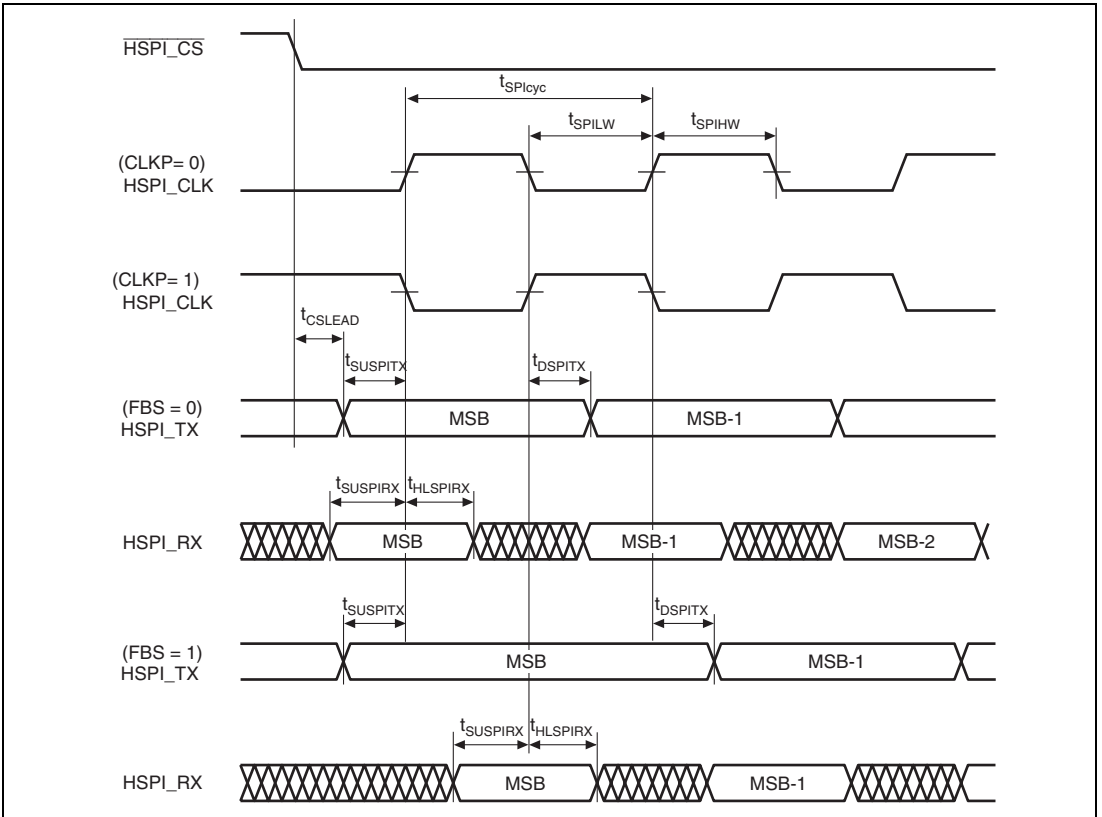 HSPI_CS
tSPIcyc
tSPILW
tSPIHW
(CLKP= 0)
HSPI_CLK
(CLKP= 1)
HSPI_CLK
tCSLEAD
tSUSPITX
tDSPITX
(FBS = 0)
HSPI_TX
MSB
MSB-1
tSUSPIRX
tHLSPIRX
HSPI_RX
MSB
MSB-1
MSB-2
tSUSPITX
tDSPITX
(FBS = 1)
HSPI_TX
MSB
MSB-1
tSUSPIRX
tHLSPIRX
HSPI_RX
MSB
MSB-1